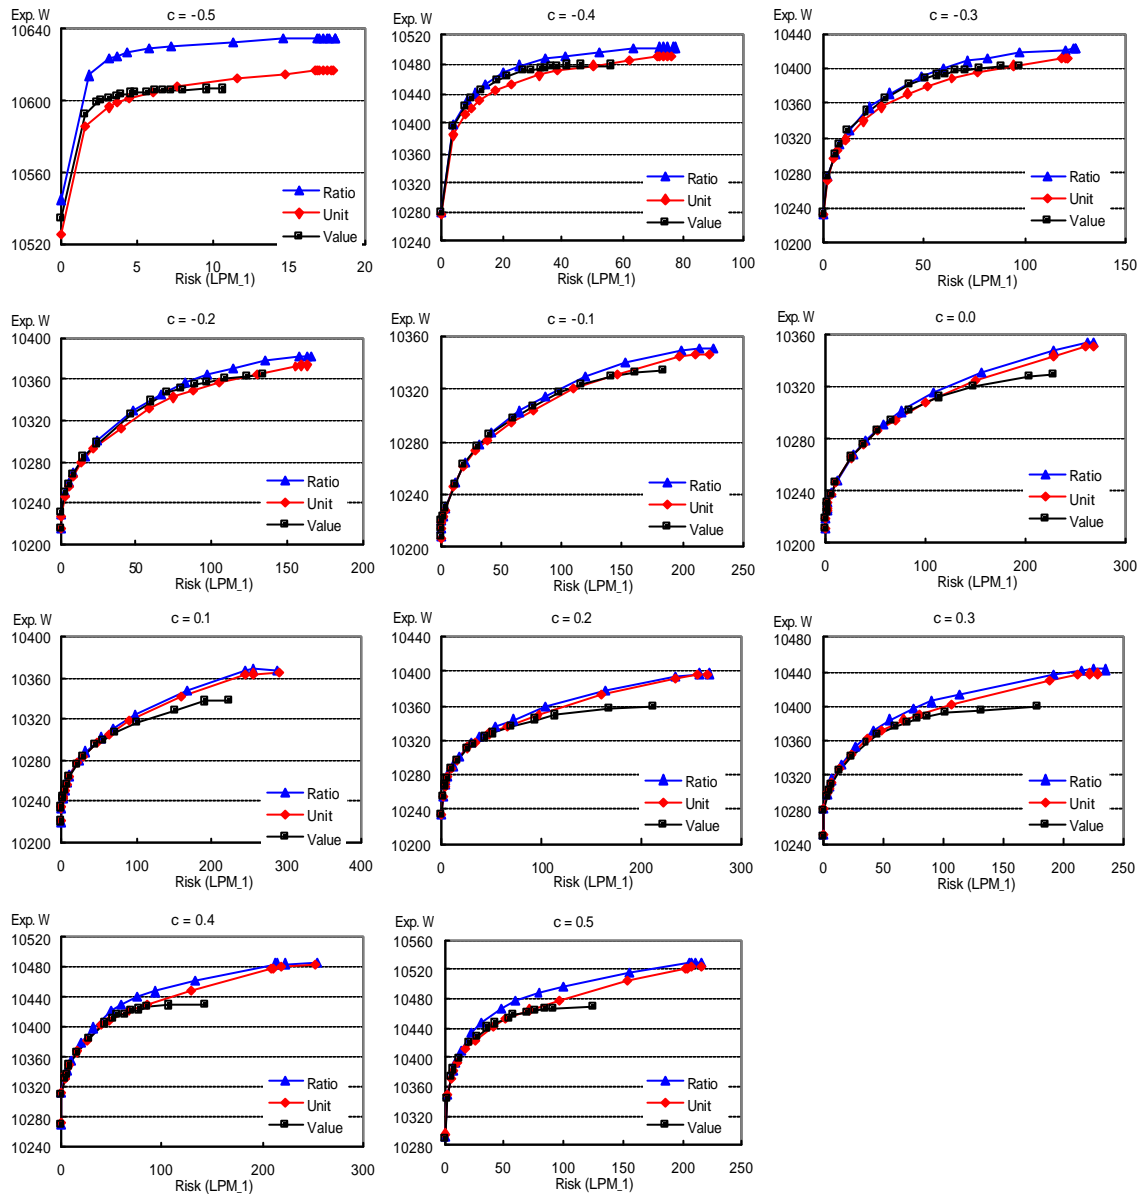 Exp. W
c = -0.5
10640
10600
10560
10520
0 5 10 15 20
Risk (LPM_1)
Ratio
Unit
Value
Exp. W
c = -0.4
10520
10480
10440
10400
10360
10320
10280
10240
0 20 40 60 80 100
Risk (LPM_1)
Ratio
Unit
Value
Exp. W
c = -0.3
10440
10400
10360
10320
10280
10240
10200
0 50 100 150
Risk (LPM_1)
Ratio
Unit
Value
Exp. W
c = -0.2
10400
10360
10320
10280
10240
10200
0 50 100 150 200
Risk (LPM_1)
Ratio
Unit
Value
Exp. W
c = -0.1
10360
10320
10280
10240
10200
0 50 100 150 200 250
Risk (LPM_1)
Ratio
Unit
Value
Exp. W
c = 0.0
10360
10320
10280
10240
10200
0 100 200 300
Risk (LPM_1)
Ratio
Unit
Value
Exp. W
c = 0.1
10400
10360
10320
10280
10240
10200
0 100 200 300 400
Risk (LPM_1)
Ratio
Unit
Value
Exp. W
c = 0.2
10440
10400
10360
10320
10280
10240
10200
0 100 200 300
Risk (LPM_1)
Ratio
Unit
Value
Exp. W
c = 0.3
10480
10440
10400
10360
10320
10280
10240
0 50 100 150 200 250
Risk (LPM_1)
Ratio
Unit
Value
Exp. W
c = 0.4
10520
10480
10440
10400
10360
10320
10280
10240
0 100 200 300
Risk (LPM_1)
Ratio
Unit
Value
Exp. W
c = 0.5
10560
10520
10480
10440
10400
10360
10320
10280
0 50 100 150 200 250
Risk (LPM_1)
Ratio
Unit
Value